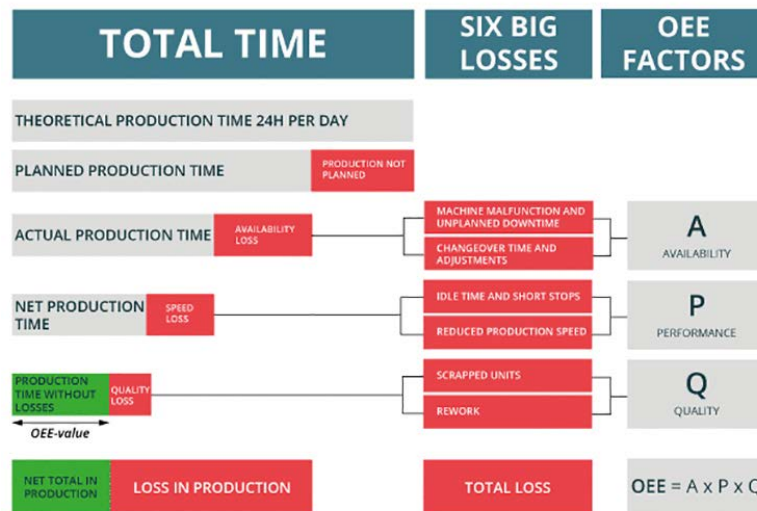 TOTAL TIME
SIX BIG
LOSSES
OEE
FACTORS
THEORETICAL PRODUCTION TIME 24H PER DAY
PLANNED PRODUCTION TIME
PRODUCTION NOT
PLANNED
ACTUAL PRODUCTION TIME
AVAILABILITY
LOSS
MACHINE MALFUNCTION AND
UNPLANNED DOWNTIME
CHANGEOVER TIME AND
ADJUSTMENTS
A
AVAILABILITY
NET PRODUCTION
TIME
SPEED
LOSS
IDLE TIME AND SHORT STOPS
REDUCED PRODUCTION SPEED
P
PERFORMANCE
PRODUCTION
TIME WITHOUT
LOSSES
QUALITY
LOSS
OEE-value
SCRAPPED UNITS
REWORK
Q
QUALITY
NET TOTAL IN
PRODUCTION
LOSS IN PRODUCTION
TOTAL LOSS
OEE = A x P x Q